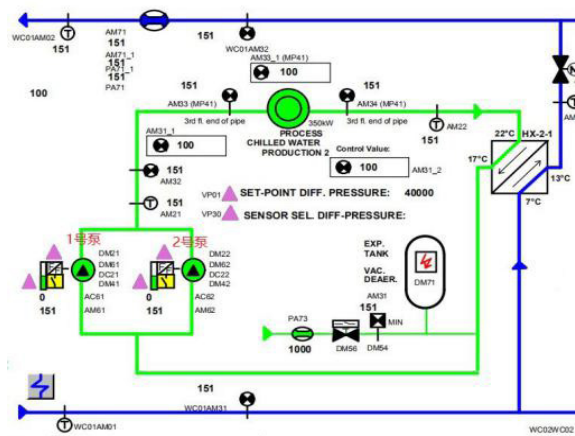 WC01AM02
T
151
AM71
151
AM71_1
151
PA71_1
151
PA71
151
WC01AM32
100
AM33_1 (MP41)
100
151
AM33 (MP41)
3rd fl. end of pipe
350kW
151
AM34 (MP41)
3rd fl. end of pipe
T
151
AM22
PROCESS
CHILLED WATER
PRODUCTION 2
Control Value:
100
AM31_2
AM31_1
100
151
AM32
T
151
AM21
22°C
HX-2-1
17°C
13°C
7°C
VP01
SET-POINT DIFF. PRESSURE:
40000
VP30
SENSOR SEL. DIFF-PRESSURE:
1号泵
DM21
DM61
DC21
DM41
AC61
AM61
0
151
2号泵
DM22
DM62
DC22
DM42
AC62
AM62
0
151
EXP.
TANK
VAC.
DEAER.
DM71
AM31
151
MIN
PA73
1000
DM56
DM54
151
WC01AM31
T
WC01AM01
WC02WC02